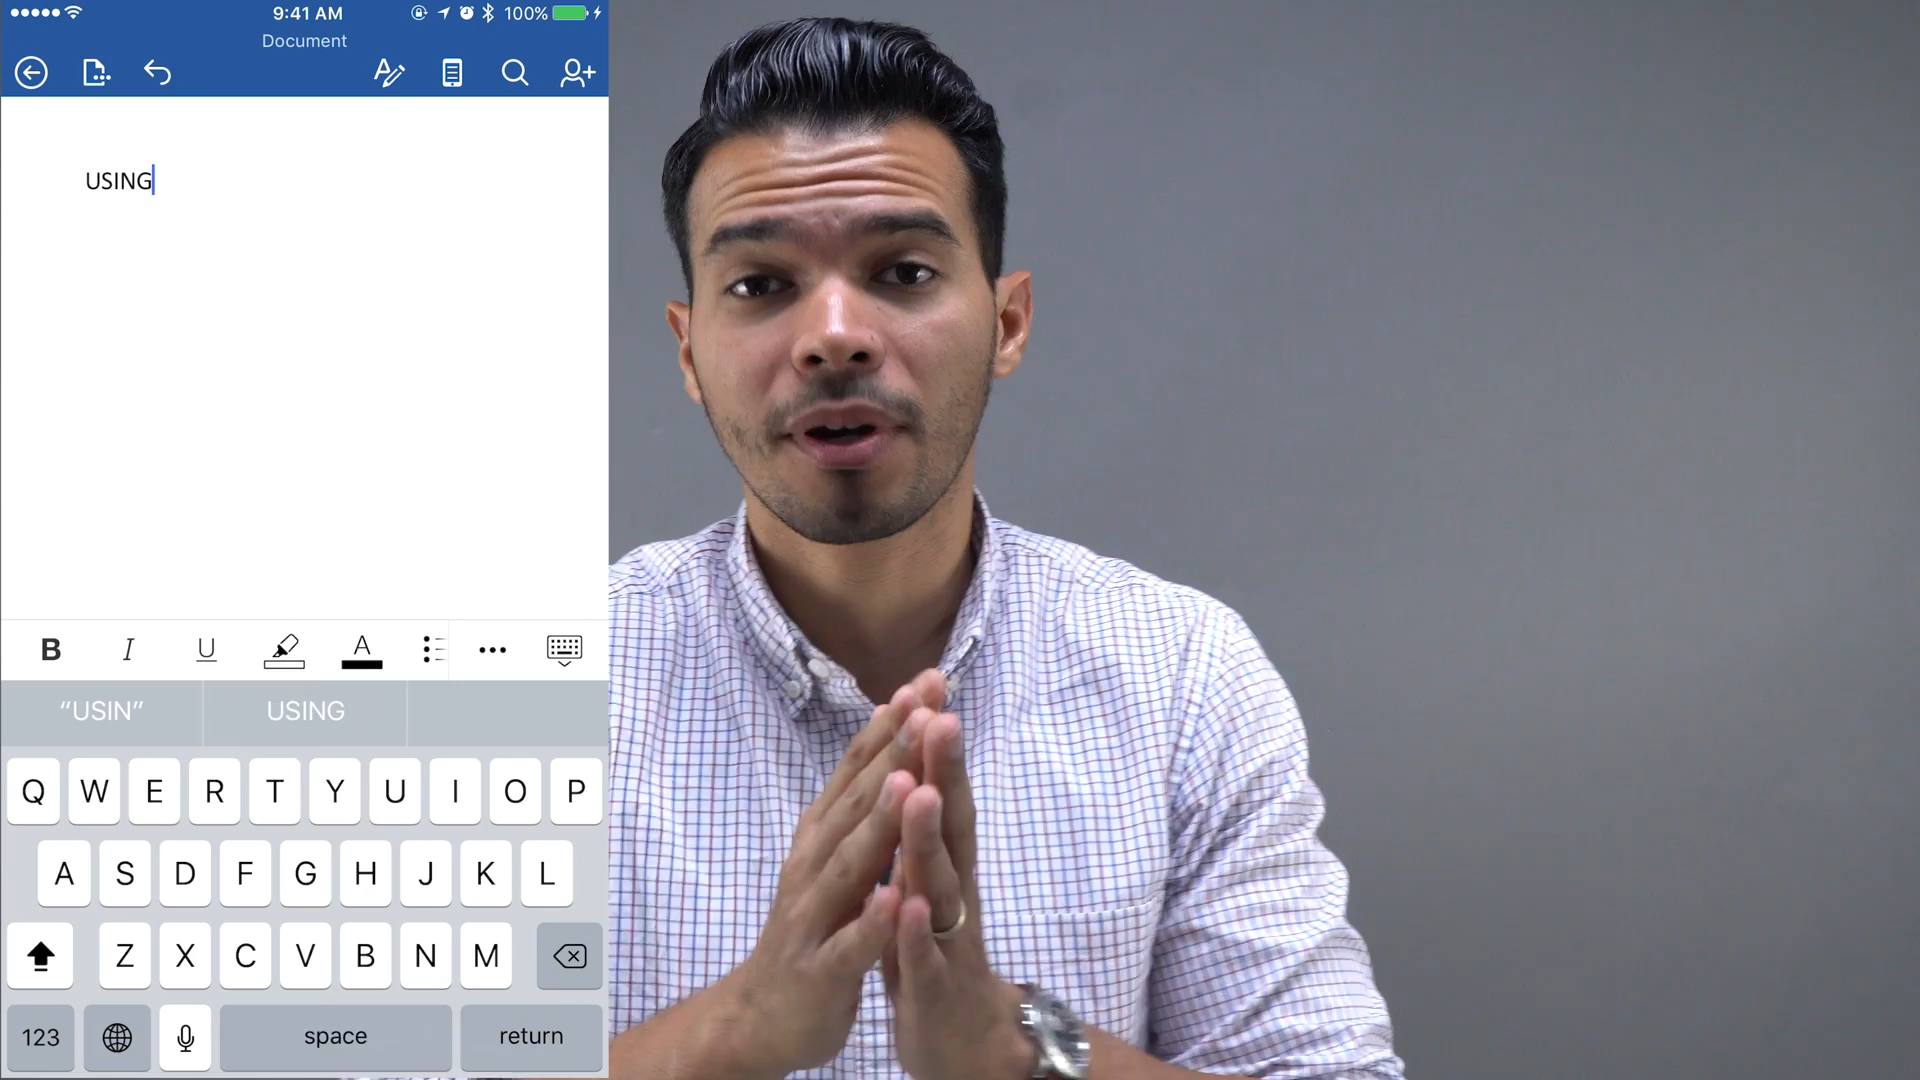 9:41 AM 100%
Document
USING
B I U A
“USIN” USING
Q W E R T Y U I O P
A S D F G H J K L
Z X C V B N M
123 space return